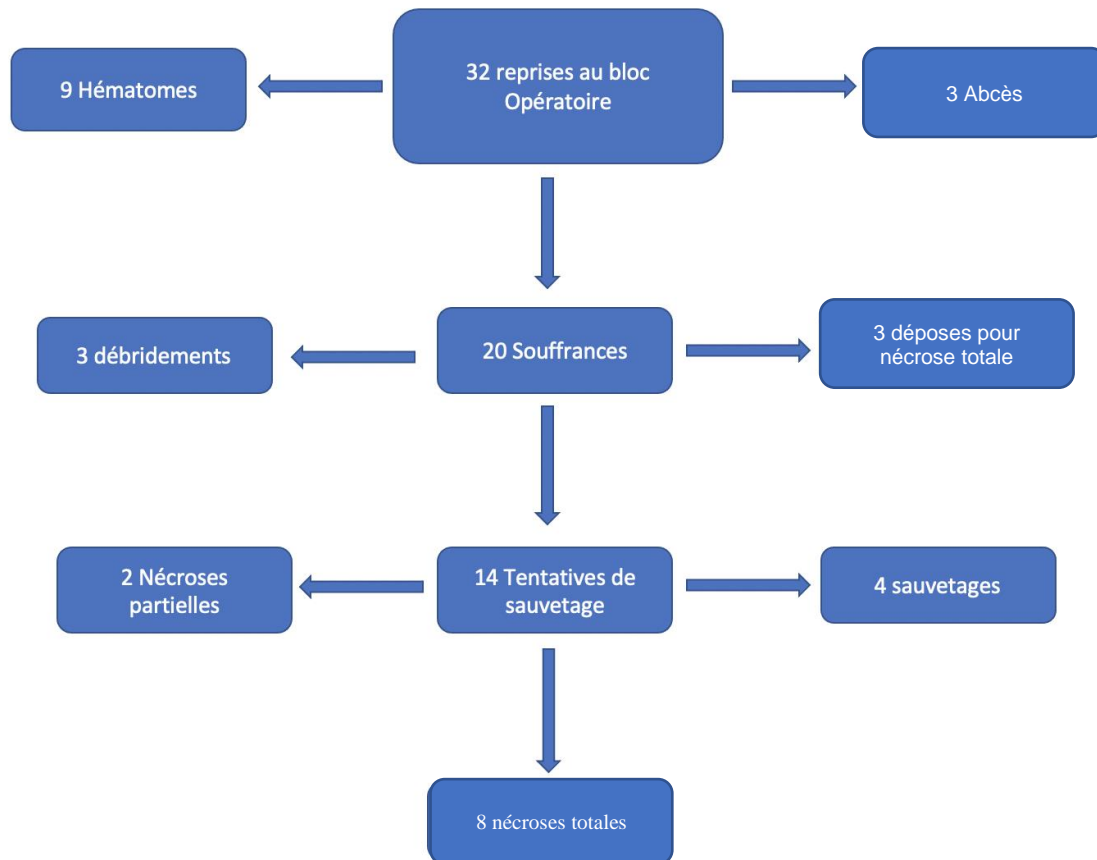 32 reprises au bloc
Opératoire
9 Hématomes
3 Abcès
3 débridements
20 Souffrances
3 déposes pour
nécrose totale
2 Nécroses
partielles
14 Tentatives de
sauvetage
4 sauvetages
8 nécroses totales